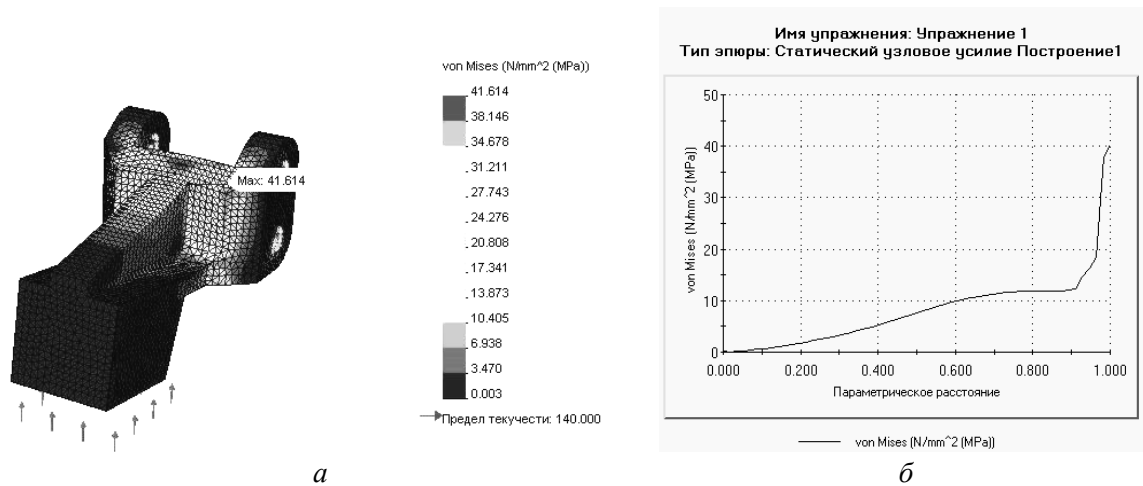 von Mises (N/mm^2 (MPa))
41.614
38.146
34.678
31.211
27.743
24.276
20.808
17.341
13.873
10.405
6.938
3.470
0.003
Предел текучести: 140.000
Max: 41.614
а
Имя упражнения: Упражнение 1
Тип эпюры: Статический узловое усилие Построение1
von Mises (N/mm^2 (MPa))
50
40
30
20
10
0
0.000 0.200 0.400 0.600 0.800 1.000
Параметрическое расстояние
von Mises (N/mm^2 (MPa))
б